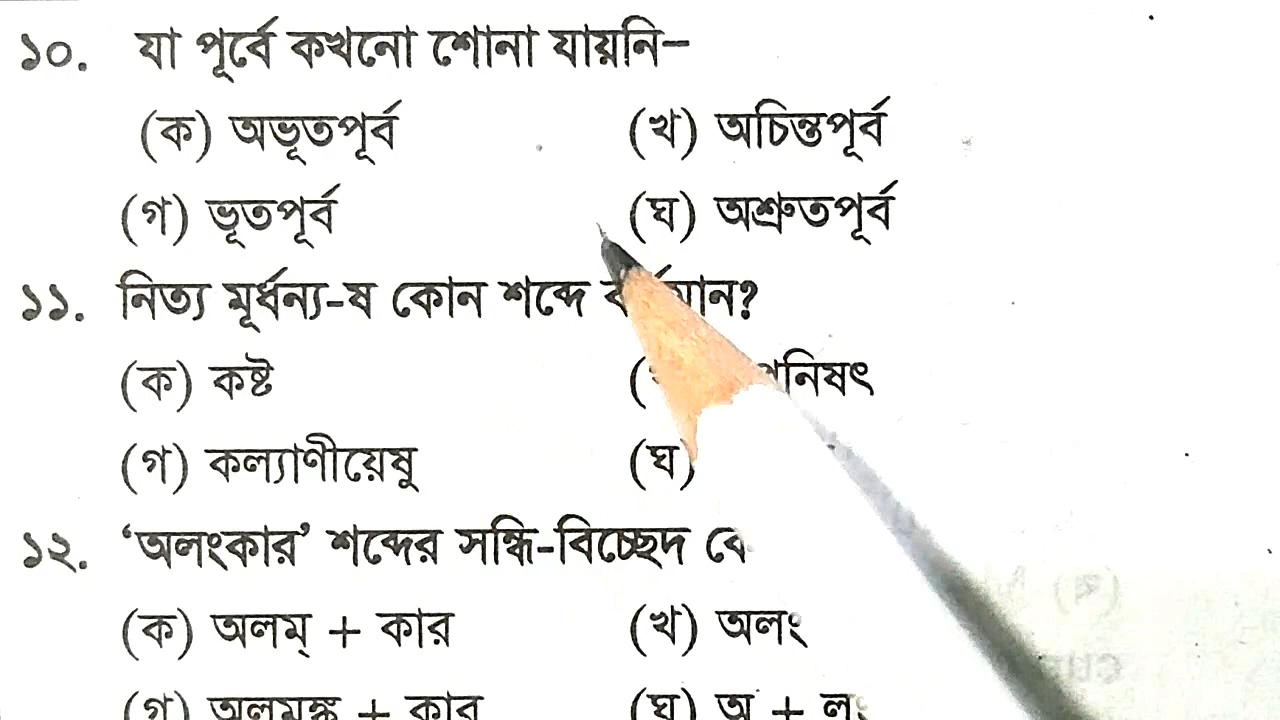 ১০. যা পূর্বে কখনো শোনা যায়নি–
(ক) অভূতপূর্ব (খ) অচিন্তপূর্ব
(গ) ভূতপূর্ব (ঘ) অশ্রুতপূর্ব
১১. নিত্য মূর্ধন্য-ষ কোন শব্দে
(ক) কষ্ট
(গ) কল্যাণীয়েষু (ঘ)
১২. ‘অলংকার’ শব্দের সন্ধি-বিচ্ছেদ
(ক) অলম্ + কার (খ) অলং
(গ) + কার (ঘ) অ +